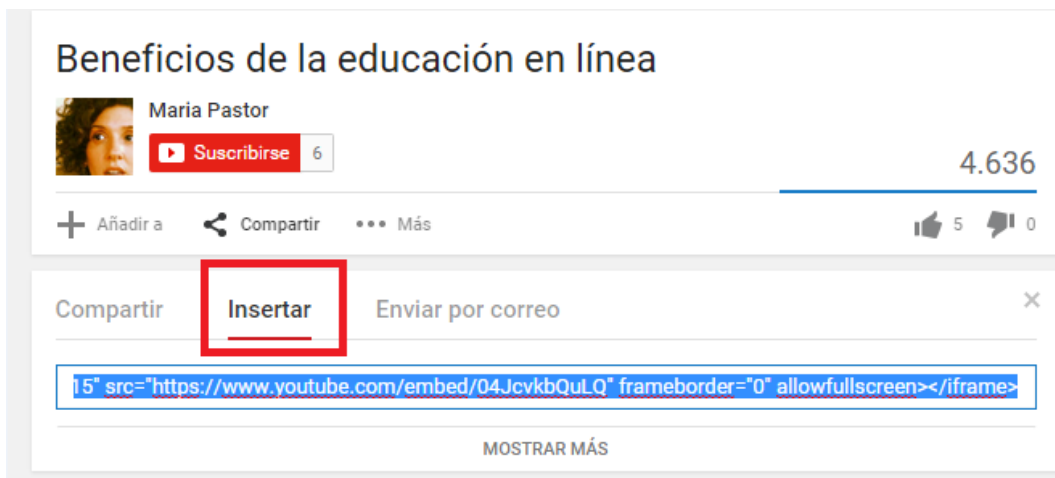 Beneficios de la educación en línea
Maria Pastor
Suscribirse 6
4.636
Añadir a Compartir Más 5 0
Compartir Insertar Enviar por correo
15" src="https://www.youtube.com/embed/04JcvkbQuLQ" frameborder="0" allowfullscreen></iframe>
MOSTRAR MÁS